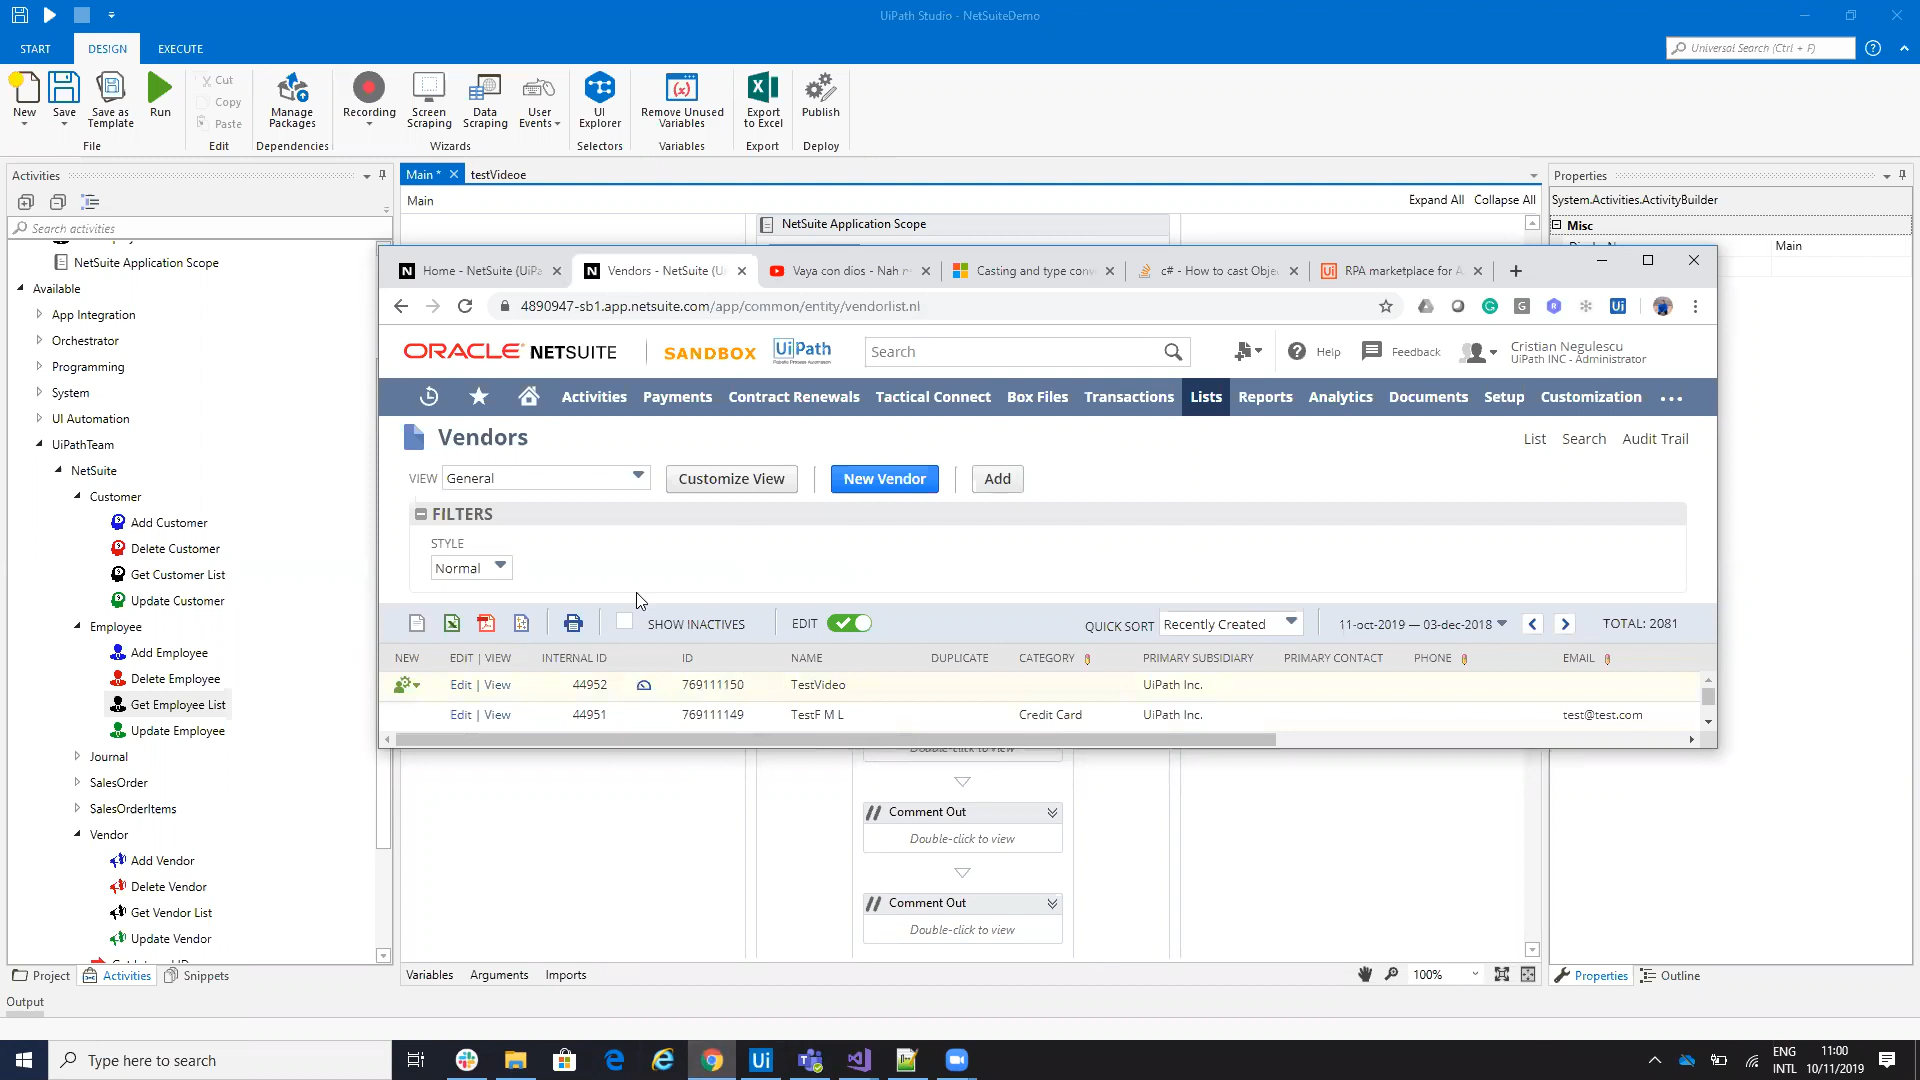 UiPath Studio - NetSuiteDemo
START DESIGN EXECUTE
Universal Search (Ctrl + F)
New Save Save as Template Run
Cut
Copy
Paste
Manage Packages
Recording Screen Scraping Data Scraping User Events
UI Explorer
Remove Unused Variables
Export to Excel
Publish
File Edit Dependencies Wizards Selectors Variables Export Deploy
Activities
Search activities
NetSuite Application Scope
Available
App Integration
Orchestrator
Programming
System
UI Automation
UiPathTeam
NetSuite
Customer
Add Customer
Delete Customer
Get Customer List
Update Customer
Employee
Add Employee
Delete Employee
Get Employee List
Update Employee
Journal
SalesOrder
SalesOrderItems
Vendor
Add Vendor
Delete Vendor
Get Vendor List
Update Vendor
Project Activities Snippets
Output
Main * testVideoe
Main Expand All Collapse All
NetSuite Application Scope
Properties
System.Activities.ActivityBuilder
Misc
Main
Home - NetSuite (UiPa Vendors - NetSuite (U Vaya con dios - Nah n Casting and type conv c# - How to cast Obje RPA marketplace for A
4890947-sb1.app.netsuite.com/app/common/entity/vendorlist.nl
ORACLE NETSUITE SANDBOX UiPath
Robotic Process Automation
Search
Help Feedback
Cristian Negulescu
UiPath INC - Administrator
Activities Payments Contract Renewals Tactical Connect Box Files Transactions Lists Reports Analytics Documents Setup Customization
Vendors
List Search Audit Trail
VIEW General Customize View New Vendor Add
FILTERS
STYLE
Normal
SHOW INACTIVES EDIT QUICK SORT Recently Created 11-oct-2019 — 03-dec-2018 TOTAL: 2081
NEW EDIT | VIEW INTERNAL ID ID NAME DUPLICATE CATEGORY PRIMARY SUBSIDIARY PRIMARY CONTACT PHONE EMAIL
Edit | View 44952 769111150 TestVideo UiPath Inc.
Edit | View 44951 769111149 TestF M L Credit Card UiPath Inc. test@test.com
Double-click to view
Comment Out
Double-click to view
Comment Out
Double-click to view
Variables Arguments Imports
100%
Properties Outline
Type here to search
Ui
ENG
INTL
11:00
10/11/2019